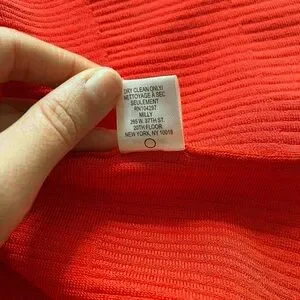 DRY CLEAN ONLY
NETTOYAGE A SEC
SEULEMENT
RN104297
MILLY
265 W. 37TH ST.
20TH FLOOR
NEW YORK, NY 10018